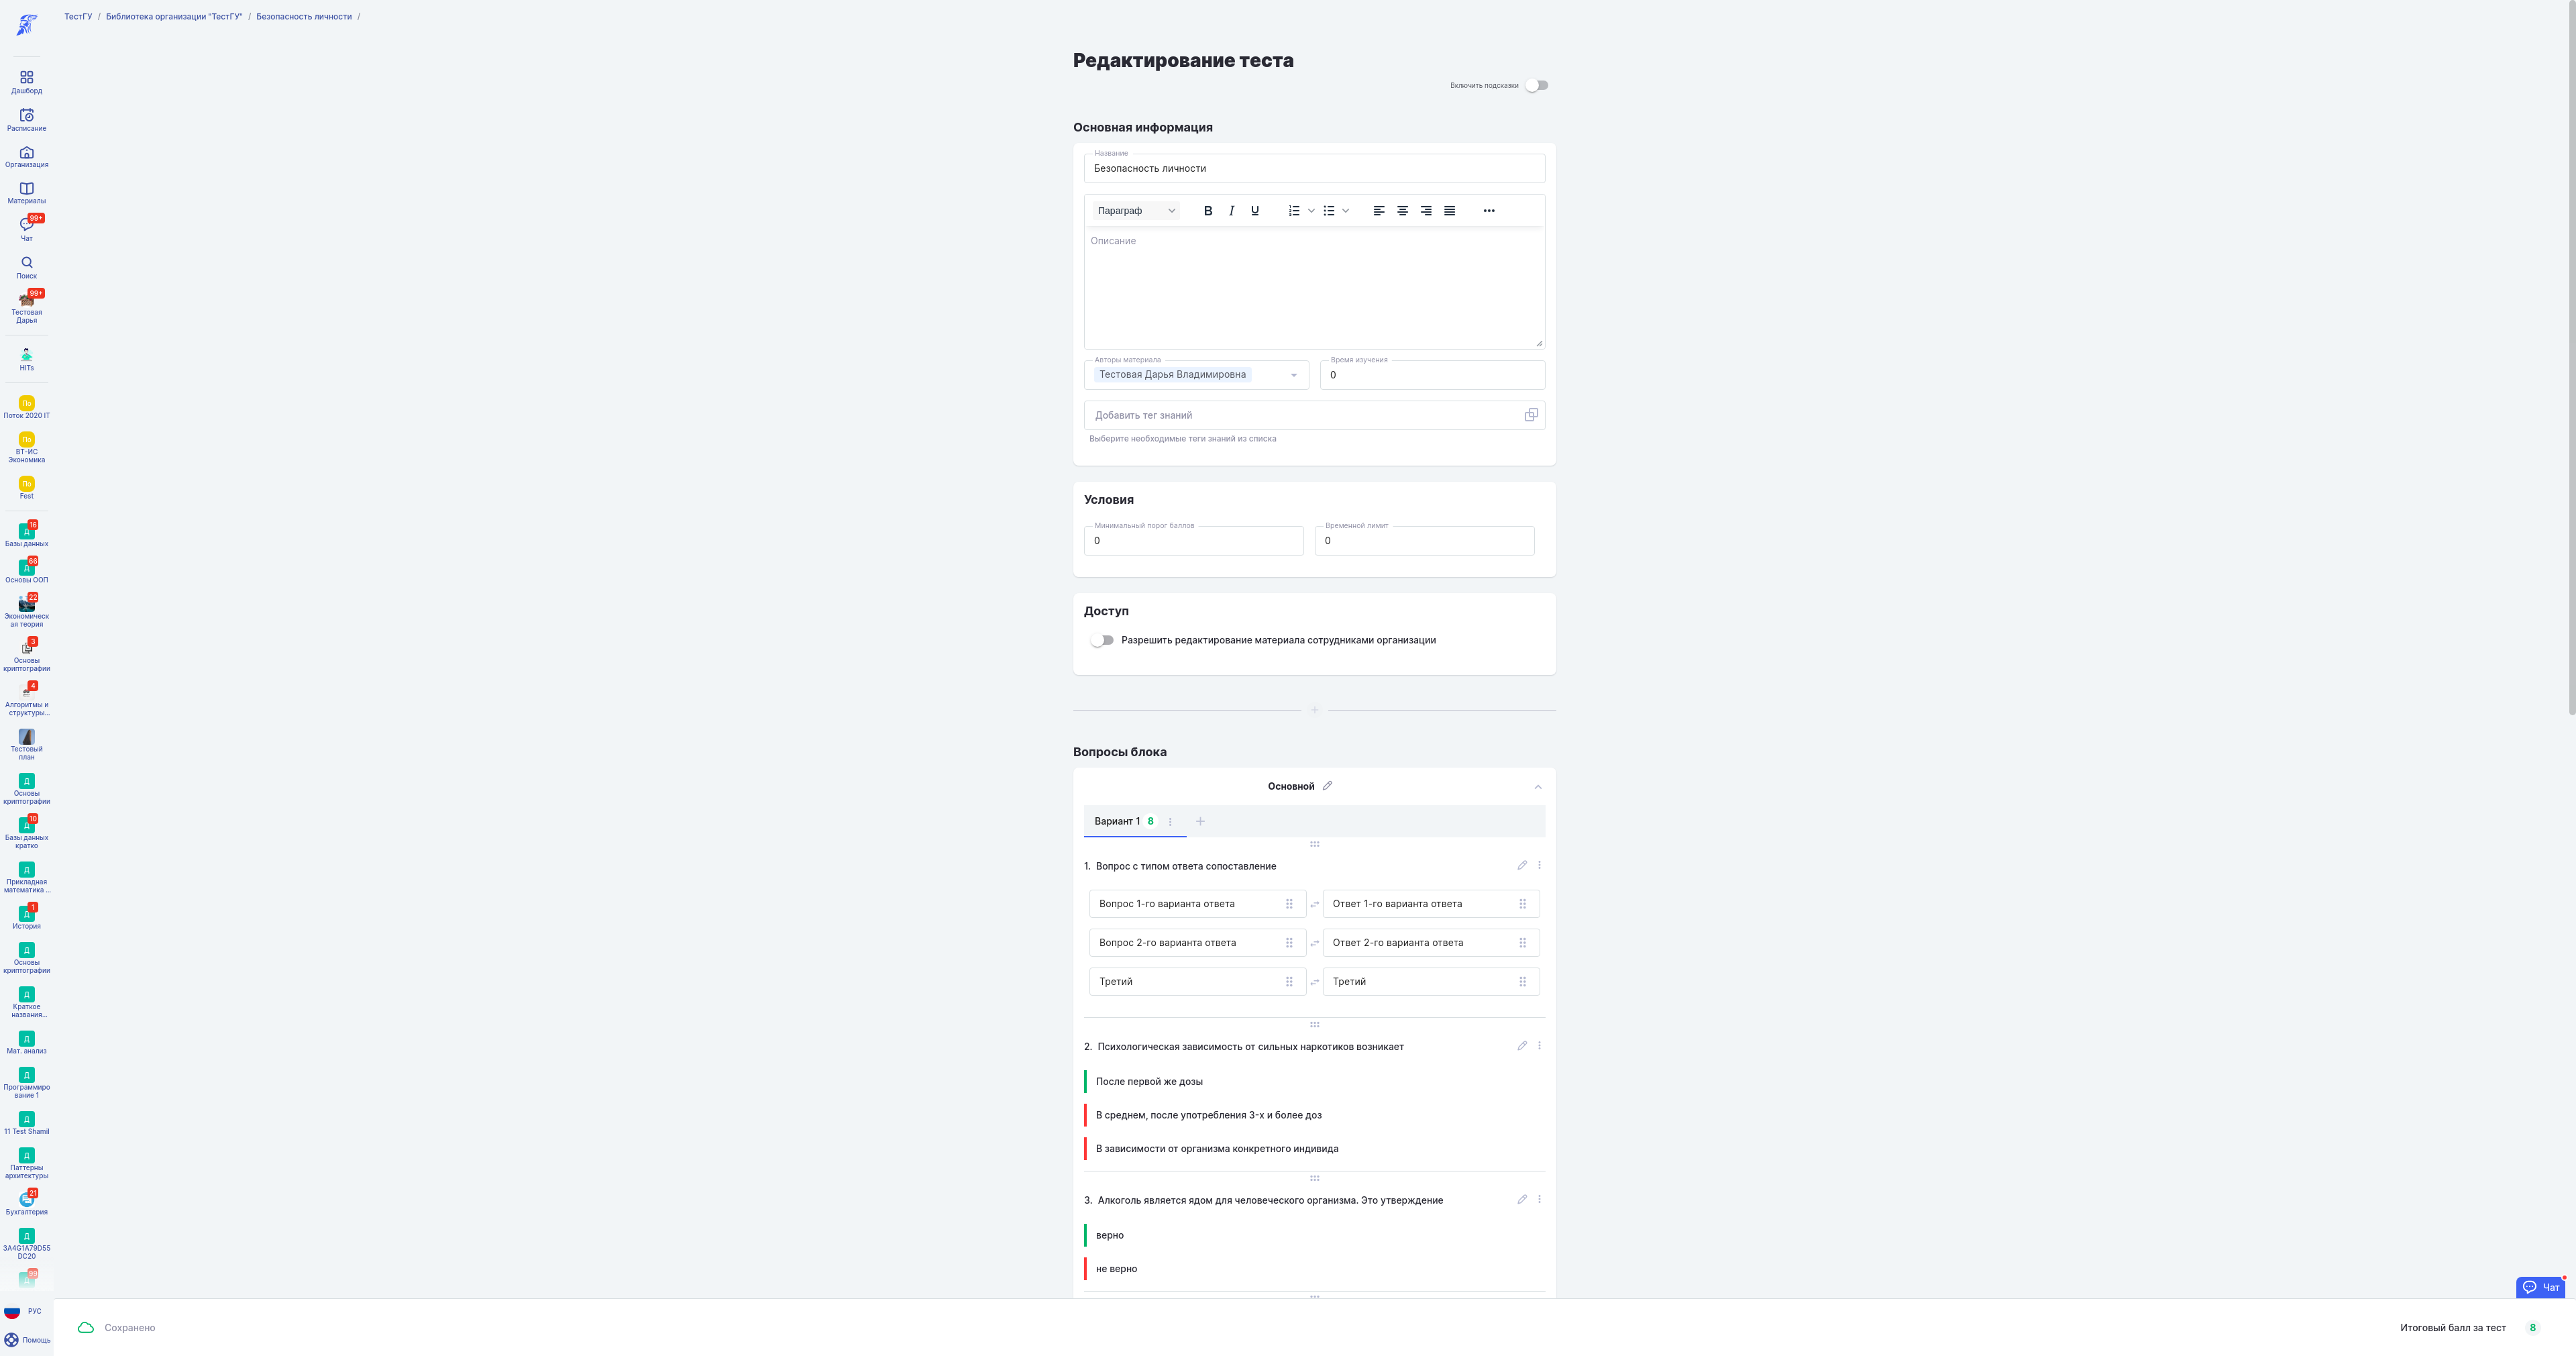 ТестГУ / Библиотека организации "ТестГУ" / Безопасность личности /
Дашборд
Расписание
Организация
Материалы
99+
Чат
Поиск
99+
Тестовая
Дарья
HITs
По
Поток 2020 IT
По
ВТ-ИС
Экономика
По
Fest
16
Д
Базы данных
66
Д
Основы ООП
22
Экономическ
ая теория
3
Основы
криптографии
4
Алгоритмы и
структуры...
Тестовый
план
Д
Основы
криптографии
10
Д
Базы данных
кратко
Д
Прикладная
математика ...
1
Д
История
Д
Основы
криптографии
Д
Краткое
названия...
Д
Мат. анализ
Д
Программиро
вание 1
Д
11 Test Shamil
Д
Паттерны
архитектуры
21
Бухгалтерия
Д
3A4G1A79D55
DC20
99
Д
РУС
Помощь
Редактирование теста
Включить подсказки
Основная информация
Название
Безопасность личности
Параграф B I U
Описание
Авторы материала
Тестовая Дарья Владимировна
Время изучения
0
Добавить тег знаний
Выберите необходимые теги знаний из списка
Условия
Минимальный порог баллов
0
Временной лимит
0
Доступ
Разрешить редактирование материала сотрудниками организации
Вопросы блока
Основной
Вариант 1 8
1. Вопрос с типом ответа сопоставление
Вопрос 1-го варианта ответа
Ответ 1-го варианта ответа
Вопрос 2-го варианта ответа
Ответ 2-го варианта ответа
Третий
Третий
2. Психологическая зависимость от сильных наркотиков возникает
После первой же дозы
В среднем, после употребления 3-х и более доз
В зависимости от организма конкретного индивида
3. Алкоголь является ядом для человеческого организма. Это утверждение
верно
не верно
Чат
Сохранено
Итоговый балл за тест 8